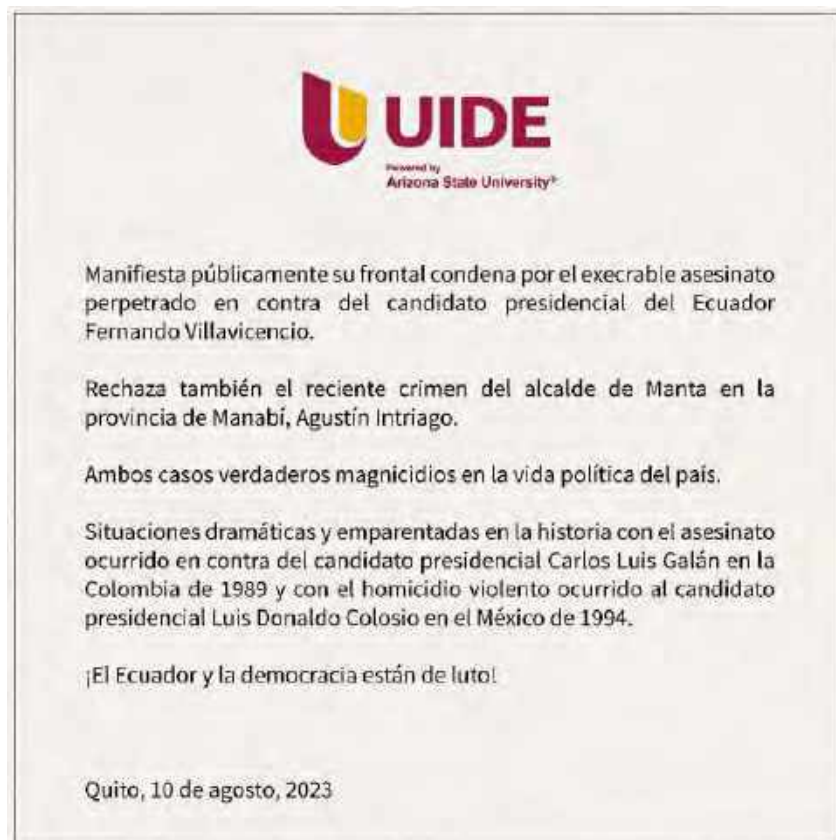 UIDE
Powered by
Arizona State University®
Manifiesta públicamente su frontal condena por el execrable asesinato
perpetrado en contra del candidato presidencial del Ecuador
Fernando Villavicencio.
Rechaza también el reciente crimen del alcalde de Manta en la
provincia de Manabí, Agustín Intriago.
Ambos casos verdaderos magnicidios en la vida política del país.
Situaciones dramáticas y emparentadas en la historia con el asesinato
ocurrido en contra del candidato presidencial Carlos Luis Galán en la
Colombia de 1989 y con el homicidio violento ocurrido al candidato
presidencial Luis Donaldo Colosio en el México de 1994.
¡El Ecuador y la democracia están de luto!
Quito, 10 de agosto, 2023